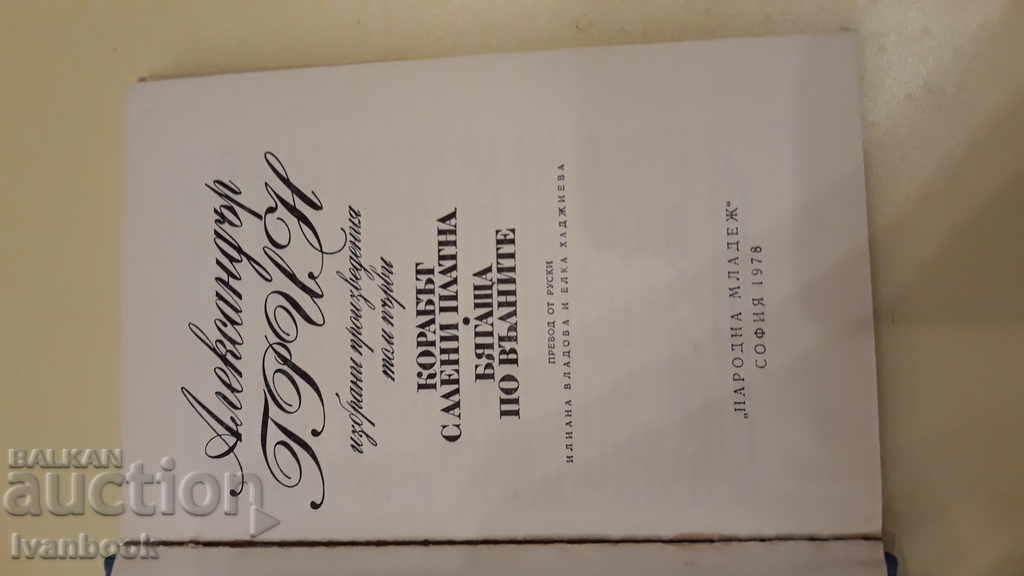 Александър
ГРИН
избрани произведения
том първи
КОРАБЪТ
С АЛЕНИ ПЛАТНА
•
БЯГАЩА
ПО ВЪЛНИТЕ
ПРЕВОД ОТ РУСКИ
ИЛИАНА ВЛАДОВА И ЕЛКА ХАДЖИЕВА
„НАРОДНА МЛАДЕЖ“
СОФИЯ 1978
BALKAN
auction
Ivanbook